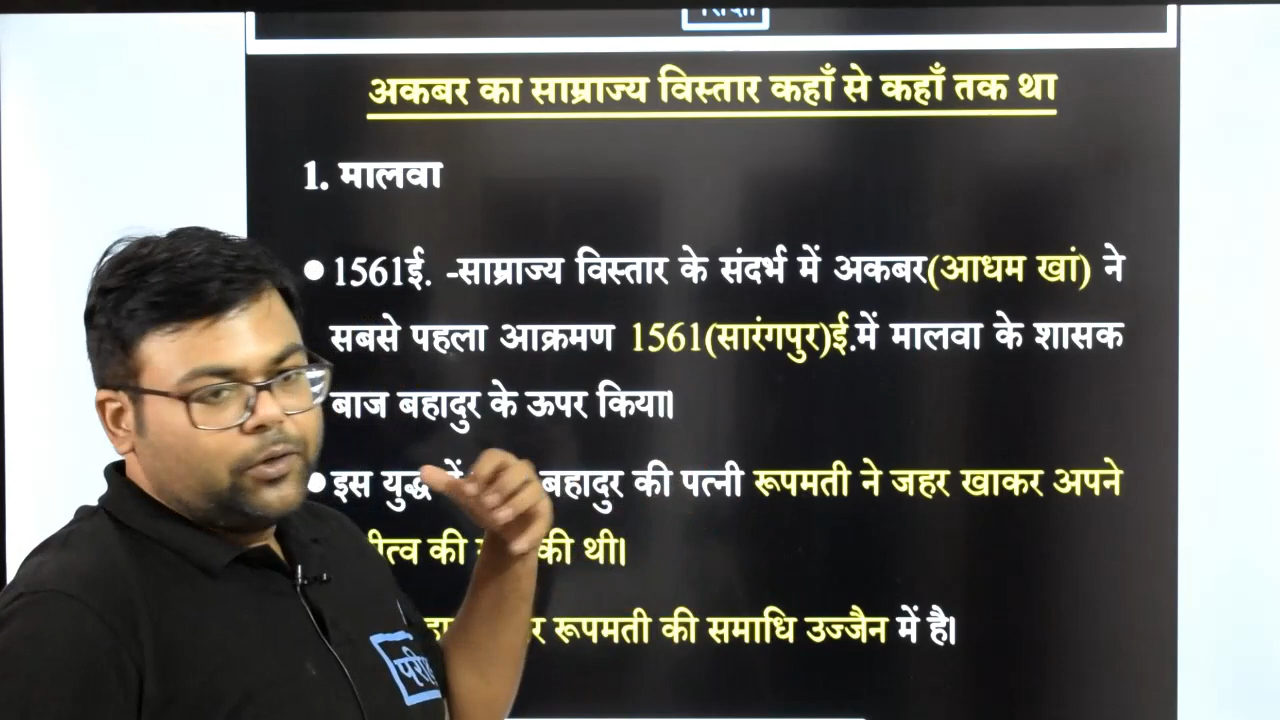 अकबर का साम्राज्य विस्तार कहाँ से कहाँ तक था
1. मालवा
● 1561ई. -साम्राज्य विस्तार के संदर्भ में अकबर(आधम खां) ने
सबसे पहला आक्रमण 1561(सारंगपुर)ई.में मालवा के शासक
बाज बहादुर के ऊपर किया।
● इस युद्ध बहादुर की पत्नी रूपमती ने जहर खाकर अपने
की की थी।
रूपमती की समाधि उज्जैन में है।